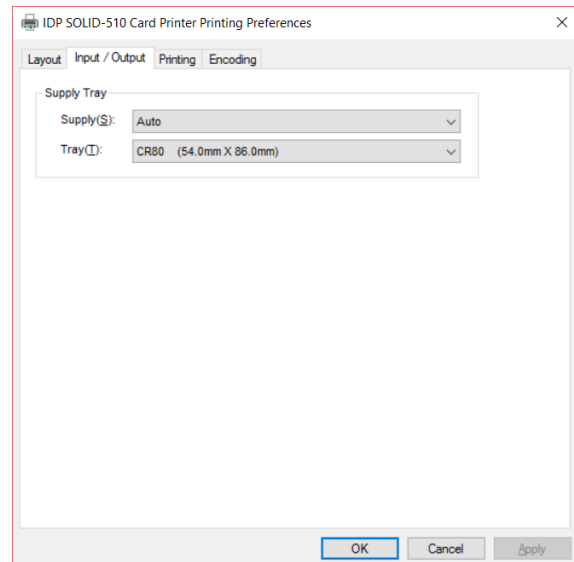 IDP SOLID-510 Card Printer Printing Preferences
Layout Input / Output Printing Encoding
Supply Tray
Supply(S): Auto
Tray(T): CR80 (54.0mm X 86.0mm)
OK Cancel Apply